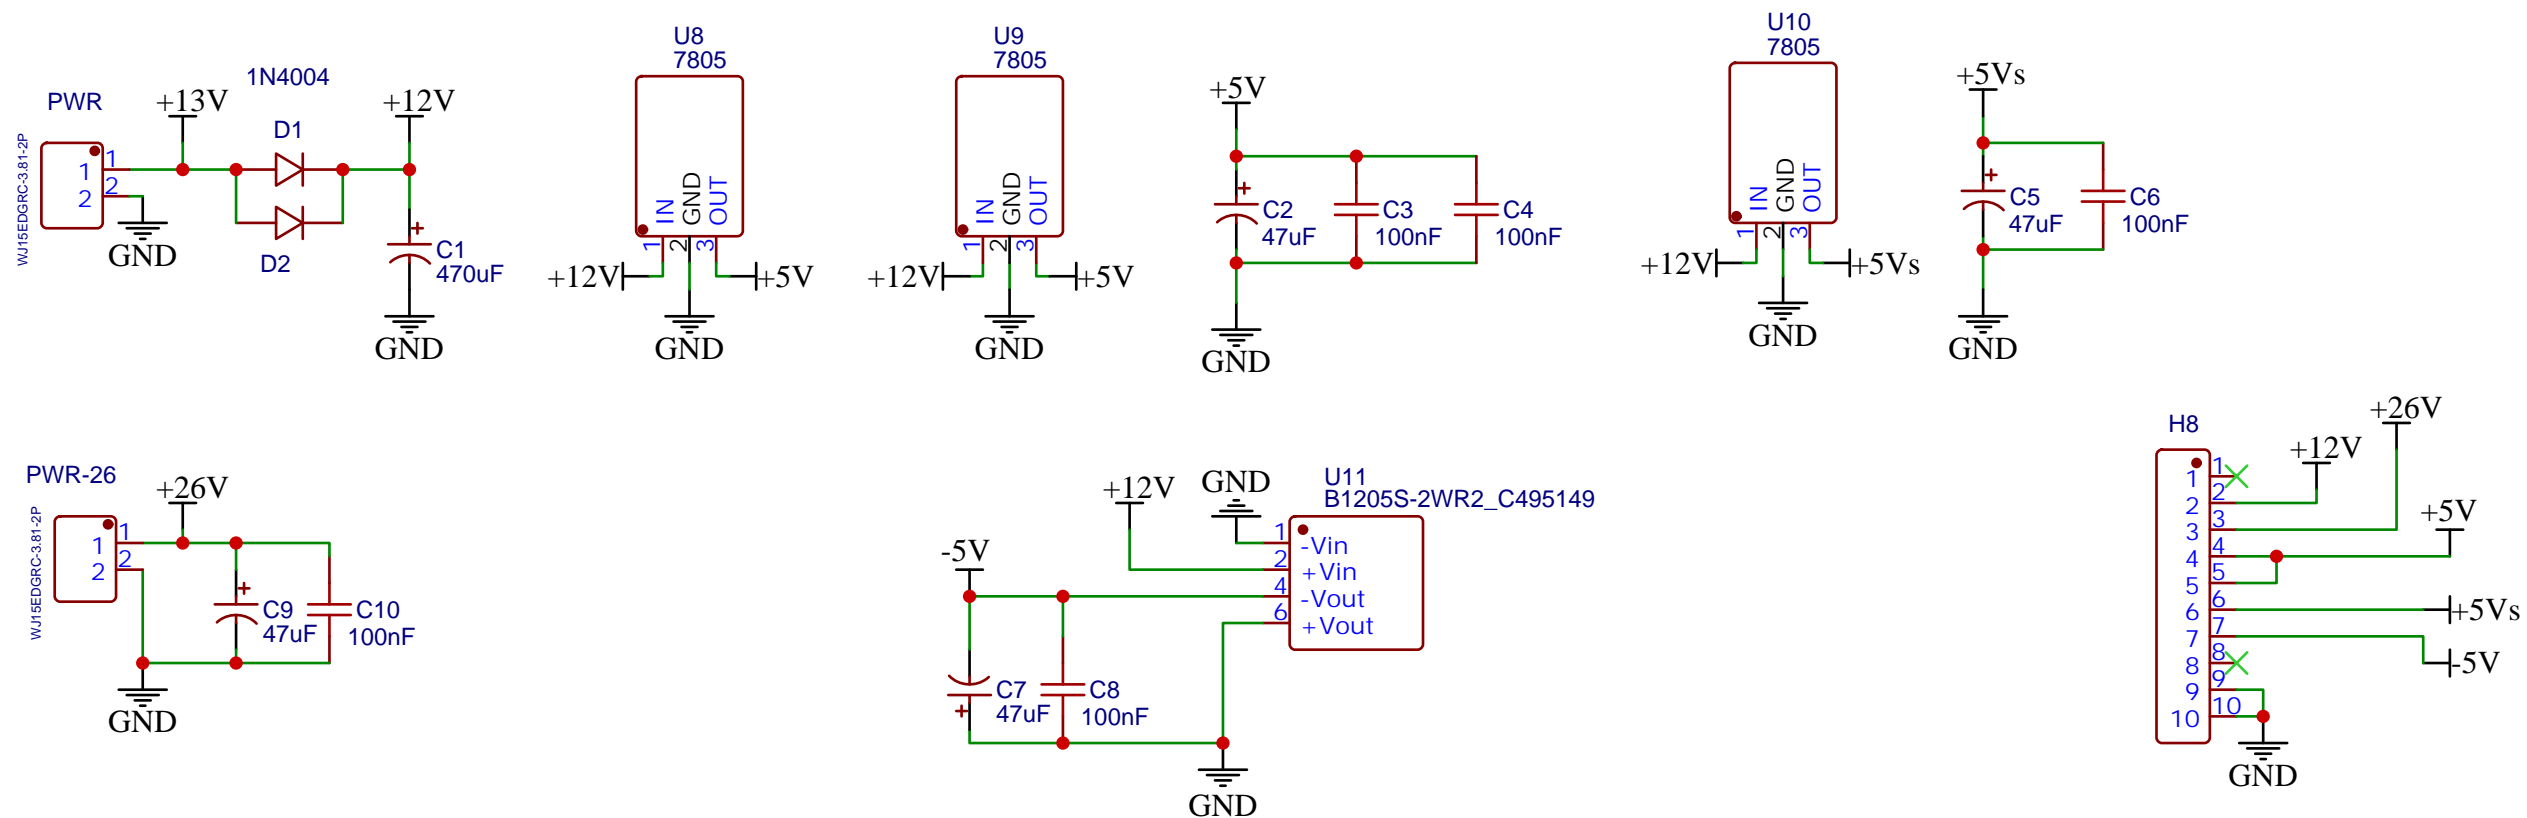 PWR
WJ15EDGRC-3.81-2P
1
2
1
2
GND
+13V
1N4004
D1
D2
+12V
C1
470uF
GND
U8
7805
IN
GND
OUT
1
2
3
+12V
+5V
GND
U9
7805
IN
GND
OUT
1
2
3
+12V
+5V
GND
+5V
+
C2
47uF
C3
100nF
C4
100nF
GND
U10
7805
IN
GND
OUT
1
2
3
+12V
+5Vs
GND
+5Vs
+
C5
47uF
C6
100nF
GND
PWR-26
WJ15EDGRC-3.81-2P
1
2
1
2
+26V
+
C9
47uF
C10
100nF
GND
-5V
+12V
GND
U11
B1205S-2WR2_C495149
1
-Vin
2
+Vin
4
-Vout
6
+Vout
C7
47uF
+
C8
100nF
GND
H8
1
1
2
2
3
3
4
4
5
5
6
6
7
7
8
8
9
9
10
10
+12V
+26V
+5V
+5Vs
-5V
GND